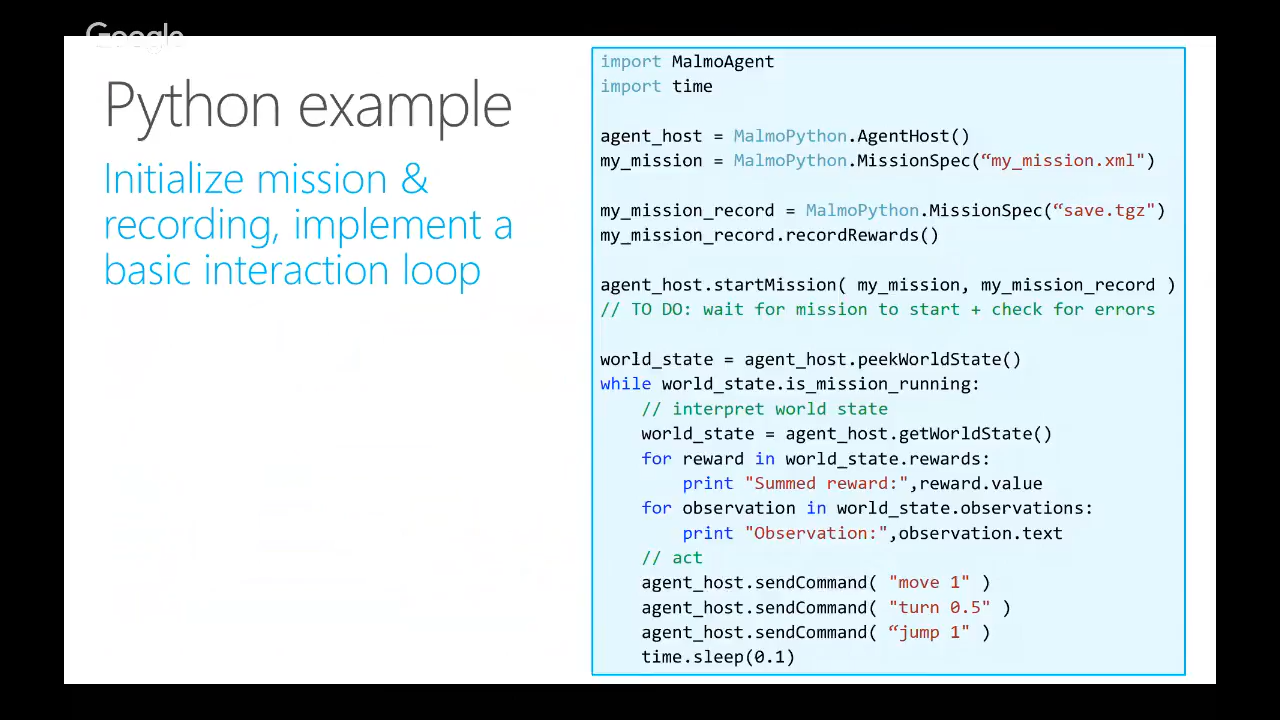 Google
Python example
Initialize mission &
recording, implement a
basic interaction loop
import MalmoAgent
import time
agent_host = MalmoPython.AgentHost()
my_mission = MalmoPython.MissionSpec(“my_mission.xml")
my_mission_record = MalmoPython.MissionSpec(“save.tgz")
my_mission_record.recordRewards()
agent_host.startMission( my_mission, my_mission_record )
// TO DO: wait for mission to start + check for errors
world_state = agent_host.peekWorldState()
while world_state.is_mission_running:
    // interpret world state
    world_state = agent_host.getWorldState()
    for reward in world_state.rewards:
        print "Summed reward:",reward.value
    for observation in world_state.observations:
        print "Observation:",observation.text
    // act
    agent_host.sendCommand( "move 1" )
    agent_host.sendCommand( "turn 0.5" )
    agent_host.sendCommand( “jump 1" )
    time.sleep(0.1)